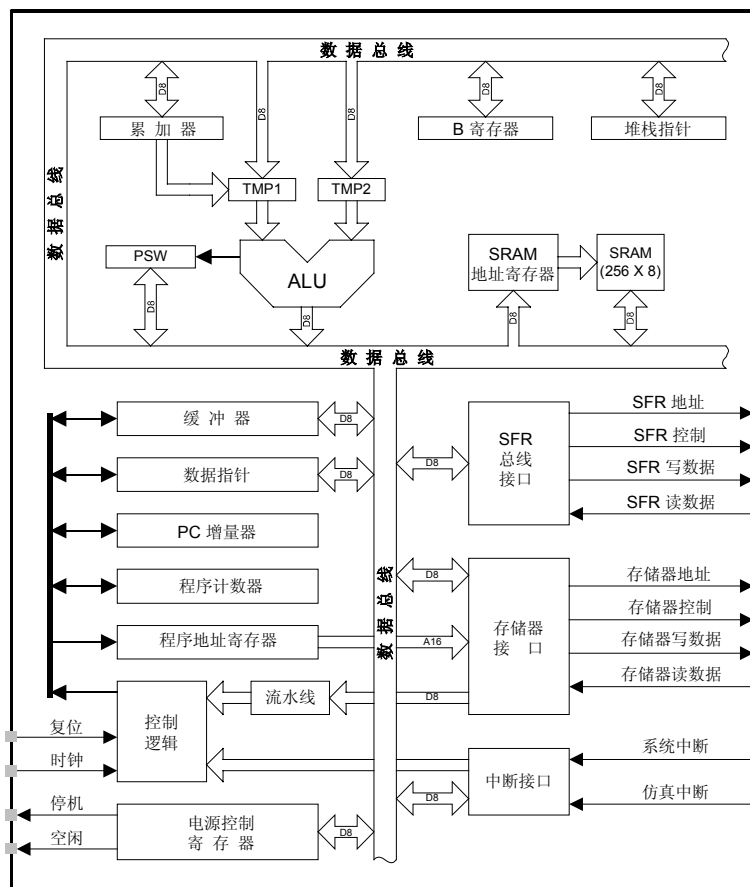 数 据 总 线
D8
D8
D8
D8
D8
累 加 器
B 寄存器
堆栈指针
数 据 总 线
TMP1
TMP2
PSW
ALU
SRAM
地址寄存器
SRAM
(256 X 8)
D8
D8
D8
D8
数 据 总 线
缓 冲 器
D8
数据指针
D8
PC 增量器
程序计数器
程序地址寄存器
A16
数 据 总 线
D8
SFR
总线
接口
SFR 地址
SFR 控制
SFR 写数据
SFR 读数据
D8
存储器
接 口
存储器地址
存储器控制
存储器写数据
存储器读数据
流水线
D8
控制
逻辑
复位
时钟
中断接口
D8
系统中断
仿真中断
停机
空闲
电源控制
寄 存 器
D8